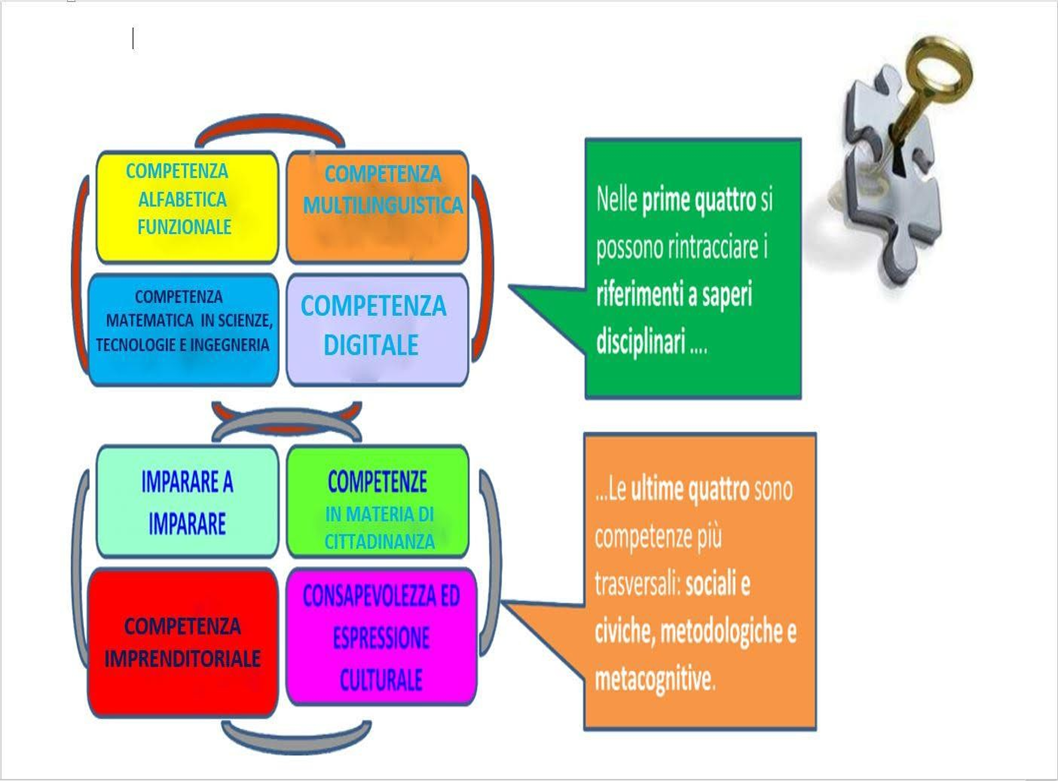 COMPETENZA
ALFABETICA
FUNZIONALE
COMPETENZA
MULTILINGUISTICA
COMPETENZA
MATEMATICA IN SCIENZE,
TECNOLOGIE E INGEGNERIA
COMPETENZA
DIGITALE
Nelle prime quattro si
possono rintracciare i
riferimenti a saperi
disciplinari ....
IMPARARE A
IMPARARE
COMPETENZE
IN MATERIA DI
CITTADINANZA
COMPETENZA
IMPRENDITORIALE
CONSAPEVOLEZZA ED
ESPRESSIONE
CULTURALE
...Le ultime quattro sono
competenze più
trasversali: sociali e
civiche, metodologiche e
metacognitive.